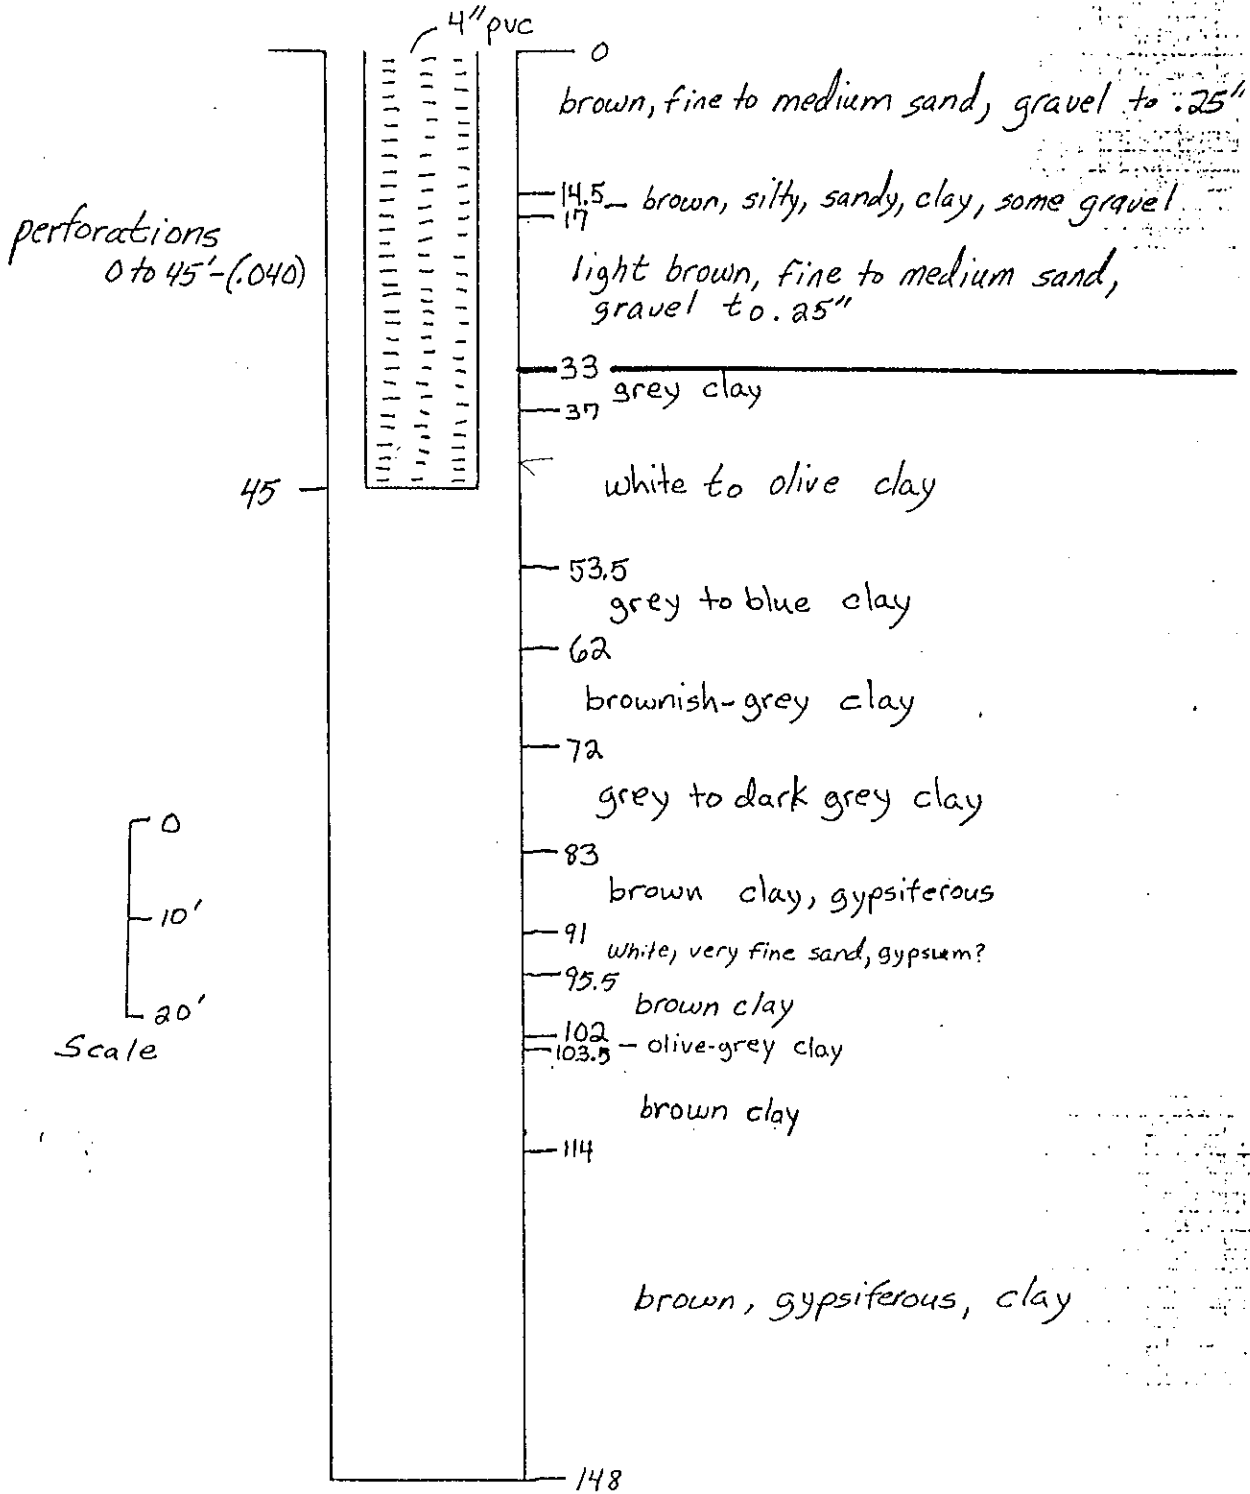 4" pvc
0
brown, fine to medium sand, gravel to .25"
14.5
17
– brown, silty, sandy, clay, some gravel
perforations
0 to 45' - (.040)
light brown, fine to medium sand,
gravel to .25"
33
grey clay
37
45
white to olive clay
53.5
grey to blue clay
62
brownish-grey clay
72
grey to dark grey clay
0
10'
20'
Scale
83
brown clay, gypsiferous
91
white, very fine sand, gypsum?
95.5
brown clay
102
103.5 – olive-grey clay
brown clay
114
brown, gypsiferous, clay
148